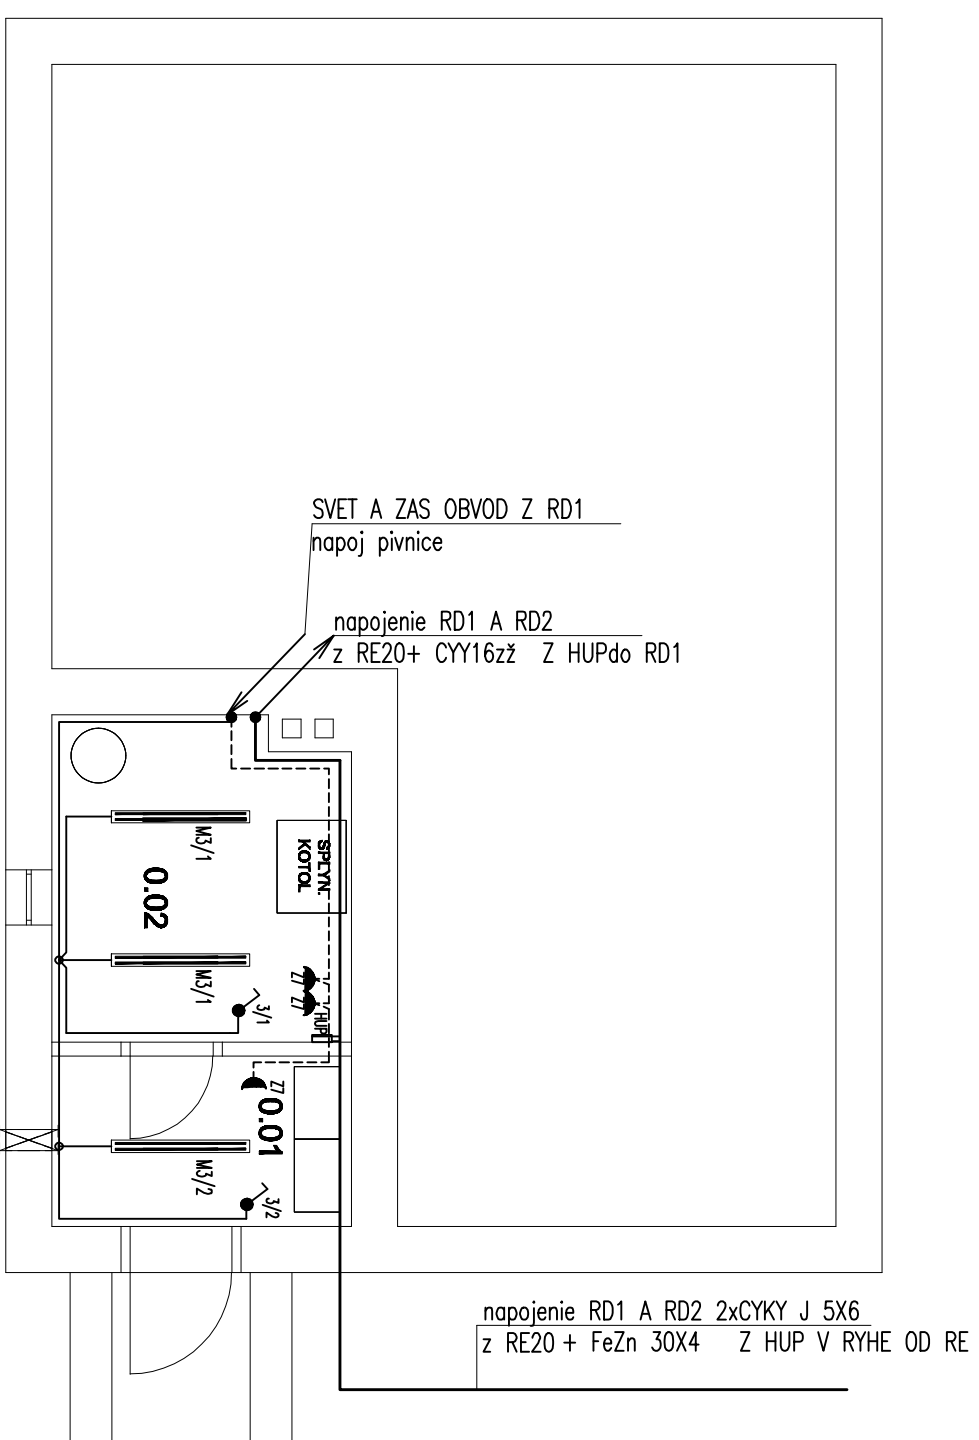 SVET A ZAS OBVOD Z RD1
napoj pivnice
napojenie RD1 A RD2
z RE20+ CYY16zž Z HUPdo RD1
M3/1
SPLYN.
KOTOL
0.02
M3/1
Z7
Z7
3/1
HUP
Z7
0.01
M3/2
3/2
napojenie RD1 A RD2 2xCYKY J 5X6
z RE20 + FeZn 30X4 Z HUP V RYHE OD RE